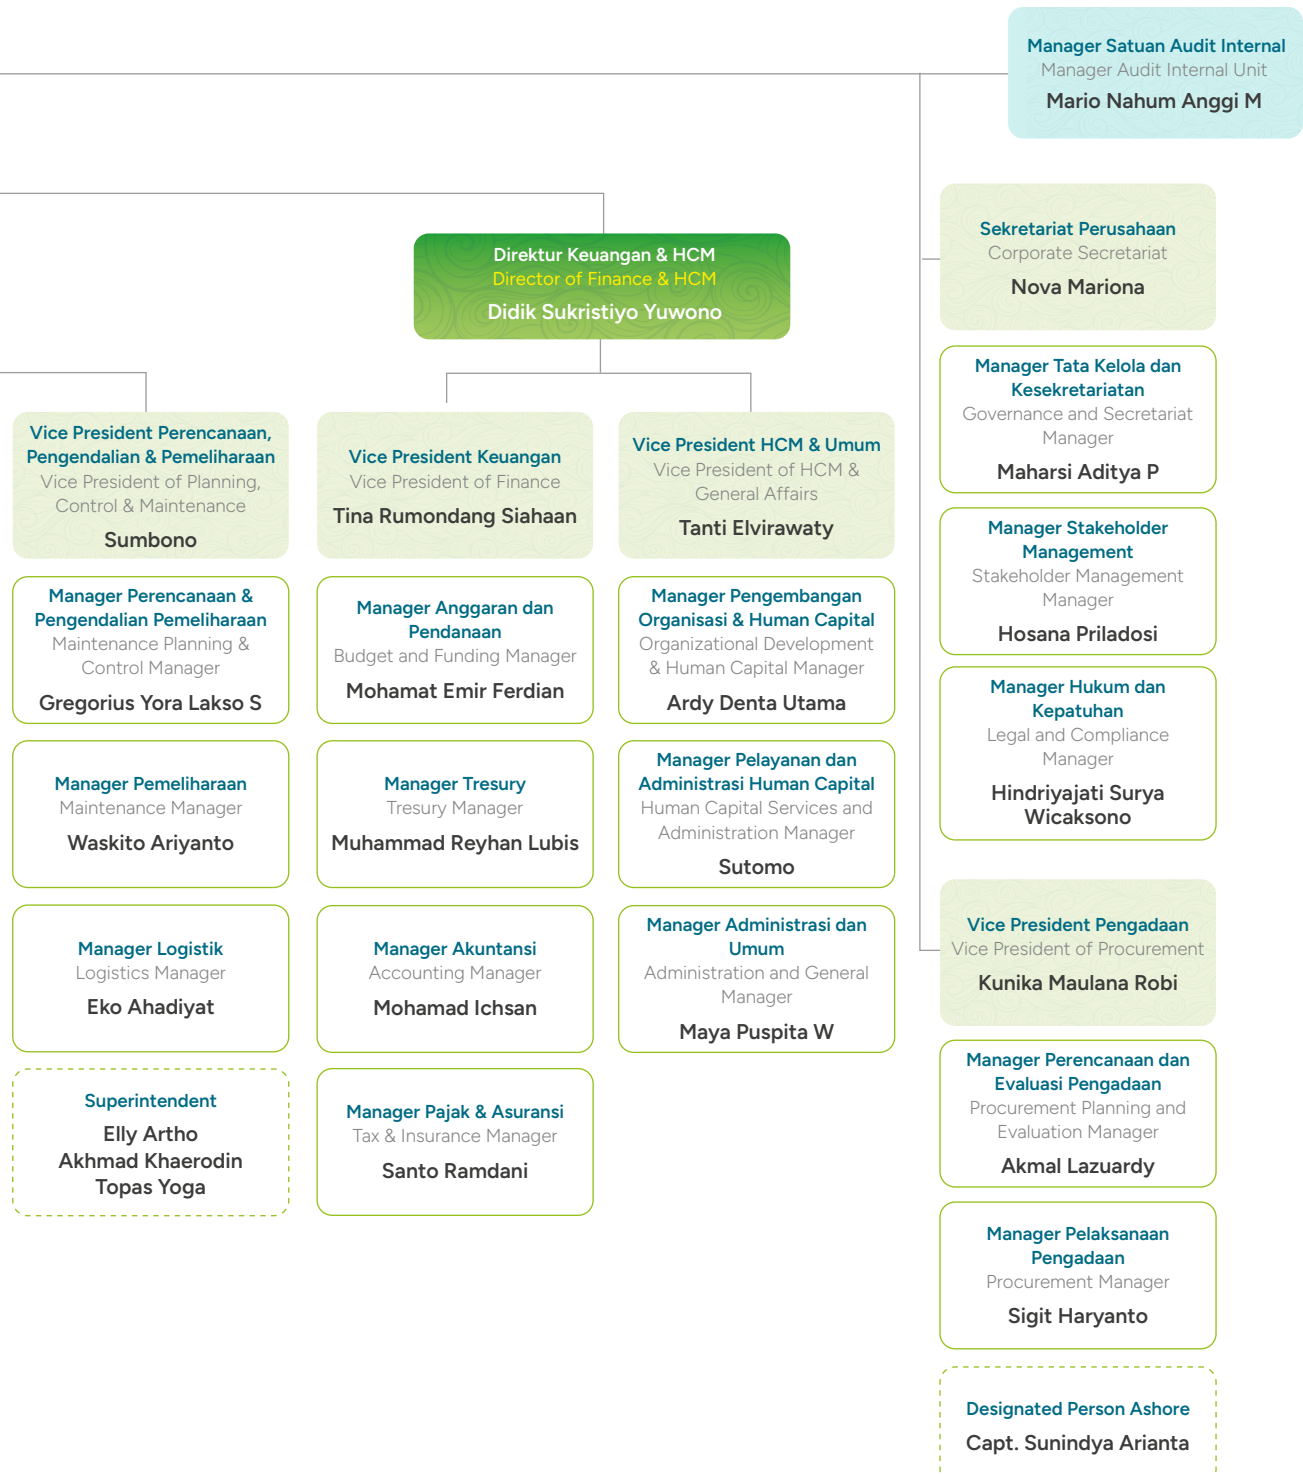 Manager Satuan Audit Internal
Manager Audit Internal Unit
Mario Nahum Anggi M
Direktur Keuangan & HCM
Director of Finance & HCM
Didik Sukristiyo Yuwono
Vice President Perencanaan,
Pengendalian & Pemeliharaan
Vice President of Planning,
Control & Maintenance
Sumbono
Manager Perencanaan &
Pengendalian Pemeliharaan
Maintenance Planning &
Control Manager
Gregorius Yora Lakso S
Manager Pemeliharaan
Maintenance Manager
Waskito Ariyanto
Manager Logistik
Logistics Manager
Eko Ahadiyat
Superintendent
Elly Artho
Akhmad Khaerodin
Topas Yoga
Vice President Keuangan
Vice President of Finance
Tina Rumondang Siahaan
Manager Anggaran dan
Pendanaan
Budget and Funding Manager
Mohamat Emir Ferdian
Manager Tresury
Tresury Manager
Muhammad Reyhan Lubis
Manager Akuntansi
Accounting Manager
Mohamad Ichsan
Manager Pajak & Asuransi
Tax & Insurance Manager
Santo Ramdani
Vice President HCM & Umum
Vice President of HCM &
General Affairs
Tanti Elvirawaty
Manager Pengembangan
Organisasi & Human Capital
Organizational Development
& Human Capital Manager
Ardy Denta Utama
Manager Pelayanan dan
Administrasi Human Capital
Human Capital Services and
Administration Manager
Sutomo
Manager Administrasi dan
Umum
Administration and General
Manager
Maya Puspita W
Sekretariat Perusahaan
Corporate Secretariat
Nova Mariona
Manager Tata Kelola dan
Kesekretariatan
Governance and Secretariat
Manager
Maharsi Aditya P
Manager Stakeholder
Management
Stakeholder Management
Manager
Hosana Priladosi
Manager Hukum dan
Kepatuhan
Legal and Compliance
Manager
Hindriyajati Surya
Wicaksono
Vice President Pengadaan
Vice President of Procurement
Kunika Maulana Robi
Manager Perencanaan dan
Evaluasi Pengadaan
Procurement Planning and
Evaluation Manager
Akmal Lazuardy
Manager Pelaksanaan
Pengadaan
Procurement Manager
Sigit Haryanto
Designated Person Ashore
Capt. Sunindya Arianta